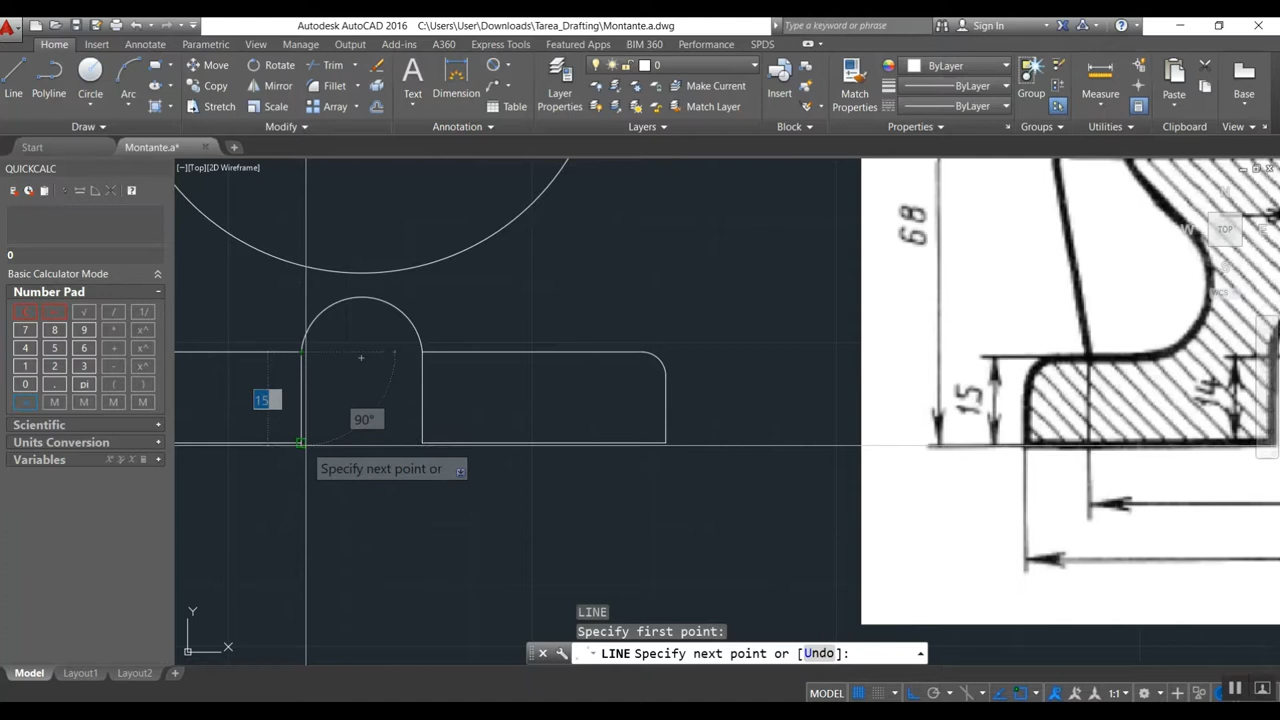 Autodesk AutoCAD 2016 C:\Users\User\Downloads\Tarea_Drafting\Montante.a.dwg
Type a keyword or phrase
Sign In
Home Insert Annotate Parametric View Manage Output Add-ins A360 Express Tools Featured Apps BIM 360 Performance SPDS
Move Rotate Trim 0
Copy Mirror Fillet Make Current
Stretch Scale Array Table Match Layer
Line Polyline Circle Arc Text Dimension
Layer Properties
Insert
Match Properties
ByLayer
ByLayer
ByLayer
Group Measure Paste Base
Draw Modify Annotation Layers Block Properties Groups Utilities Clipboard View
Start Montante.a*
QUICKCALC
[−][Top][2D Wireframe]
0
Basic Calculator Mode
Number Pad
C √ / 1/
7 8 9 * x^
4 5 6 + x^
1 2 3 - x^
0 . pi ( )
= M M M M
Scientific
Units Conversion
Variables
15
90°
Specify next point or
68
15
14
N
W TOP E
WCS
Y
X
LINE
Specify first point:
LINE Specify next point or [Undo]:
Model Layout1 Layout2
MODEL 1:1